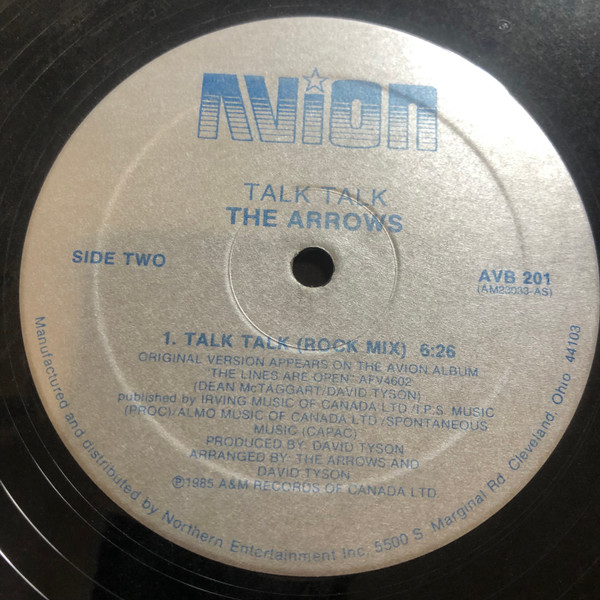 AVION
TALK TALK
THE ARROWS
SIDE TWO
AVB 201
(AM23033-AS)
1. TALK TALK (ROCK MIX) 6:26
ORIGINAL VERSION APPEARS ON THE AVION ALBUM
"THE LINES ARE OPEN" AFV4602
(DEAN McTAGGART/DAVID TYSON)
published by IRVING MUSIC OF CANADA LTD./I.P.S. MUSIC
(PROC)/ALMO MUSIC OF CANADA LTD./SPONTANEOUS
MUSIC (CAPAC)
PRODUCED BY: DAVID TYSON
ARRANGED BY: THE ARROWS AND
DAVID TYSON
℗1985 A&M RECORDS OF CANADA LTD.
Manufactured and distributed by Northern Entertainment Inc. 5500 S. Marginal Rd. Cleveland, Ohio 44103